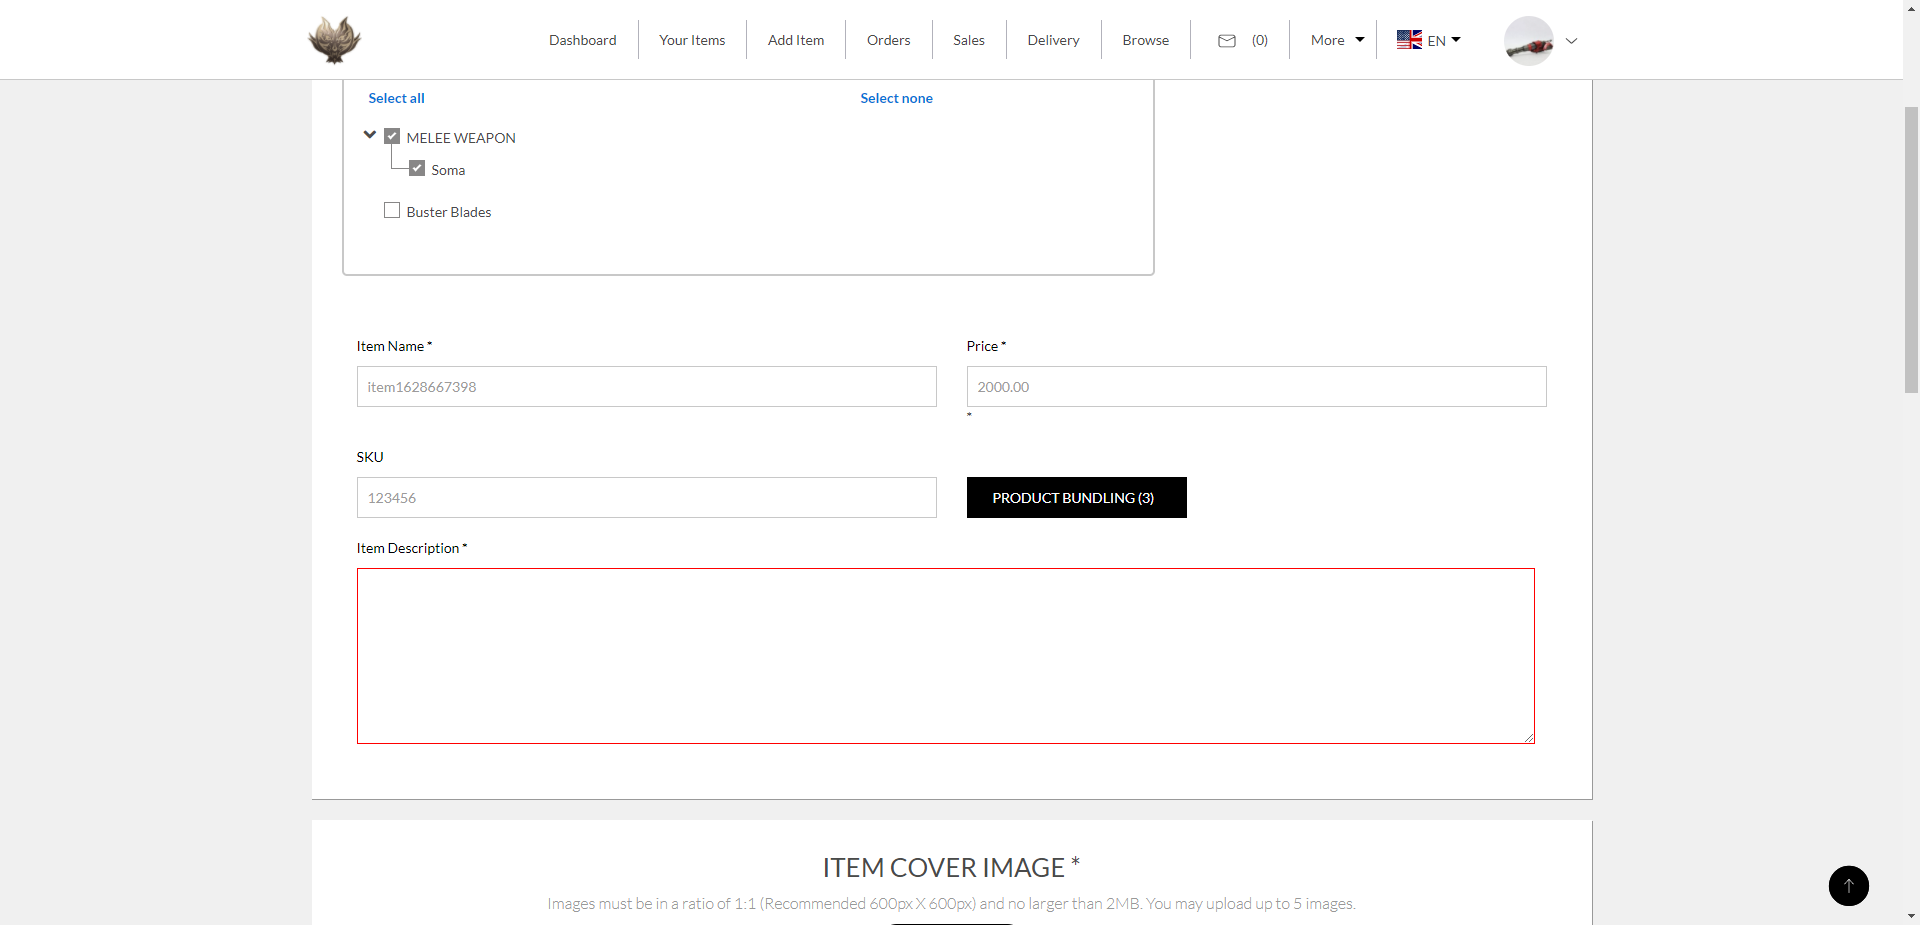 Dashboard
Your Items
Add Item
Orders
Sales
Delivery
Browse
(0)
More
EN
Select all
Select none
MELEE WEAPON
Soma
Buster Blades
Item Name *
Price *
item1628667398
2000.00
*
SKU
123456
PRODUCT BUNDLING (3)
Item Description *
ITEM COVER IMAGE *
Images must be in a ratio of 1:1 (Recommended 600px X 600px) and no larger than 2MB. You may upload up to 5 images.